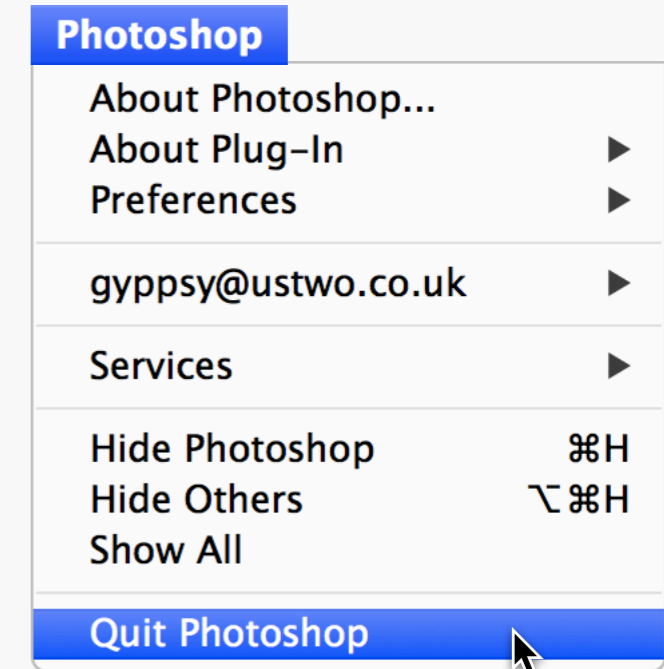 Photoshop
About Photoshop...
About Plug-In
Preferences
gyppsy@ustwo.co.uk
Services
Hide Photoshop ⌘H
Hide Others ⌥⌘H
Show All
Quit Photoshop